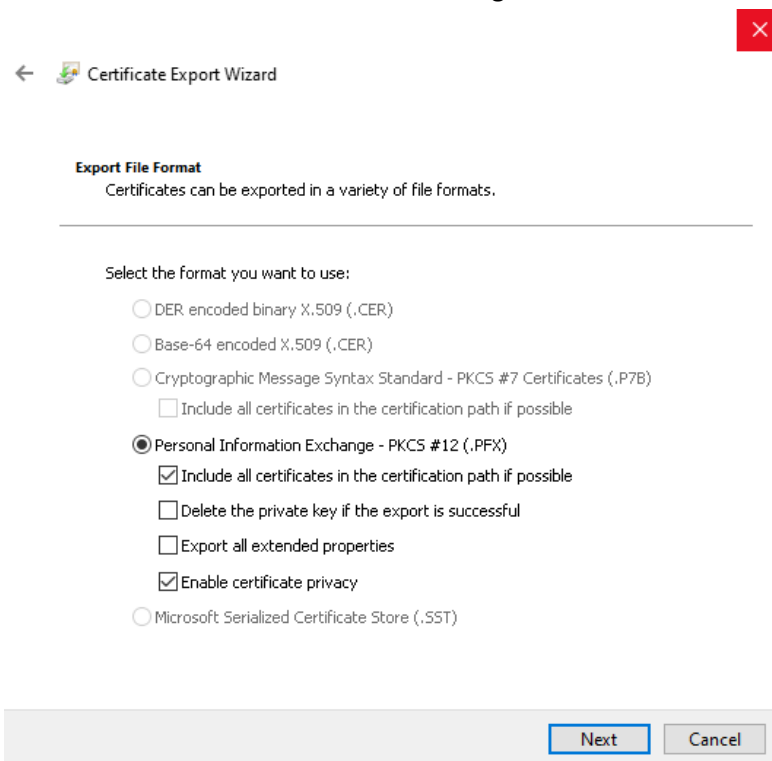 Certificate Export Wizard
Export File Format
Certificates can be exported in a variety of file formats.
Select the format you want to use:
DER encoded binary X.509 (.CER)
Base-64 encoded X.509 (.CER)
Cryptographic Message Syntax Standard - PKCS #7 Certificates (.P7B)
Include all certificates in the certification path if possible
Personal Information Exchange - PKCS #12 (.PFX)
Include all certificates in the certification path if possible
Delete the private key if the export is successful
Export all extended properties
Enable certificate privacy
Microsoft Serialized Certificate Store (.SST)
Next Cancel